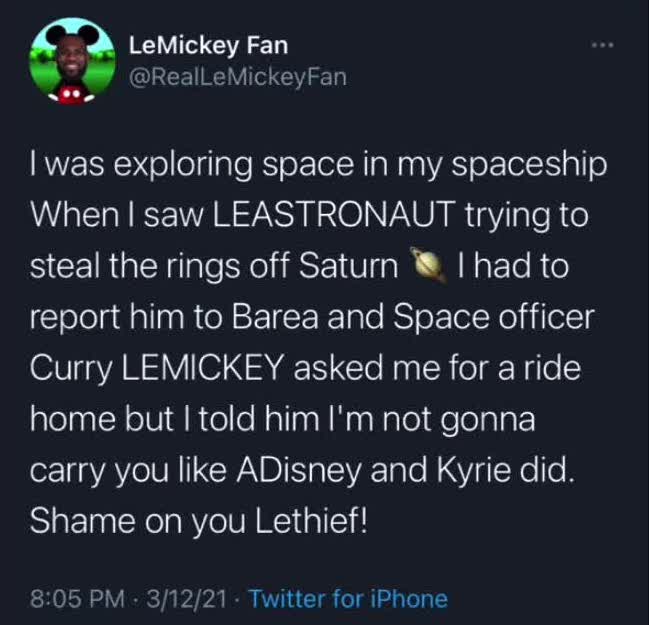 LeMickey Fan
@RealLeMickeyFan
I was exploring space in my spaceship
When I saw LEASTRONAUT trying to
steal the rings off Saturn 🪐 I had to
report him to Barea and Space officer
Curry LEMICKEY asked me for a ride
home but I told him I'm not gonna
carry you like ADisney and Kyrie did.
Shame on you Lethief!
8:05 PM · 3/12/21 · Twitter for iPhone